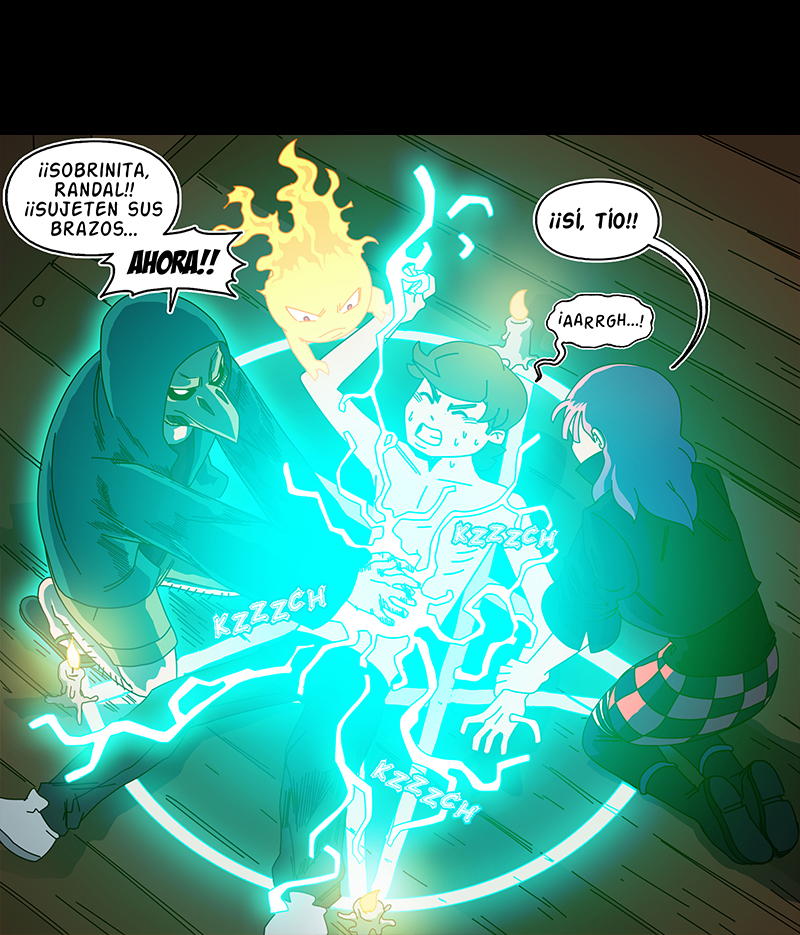 ¡¡SOBRINITA,
RANDAL!!
¡¡SUJETEN SUS
BRAZOS...
AHORA!!
¡¡SÍ, TÍO!!
¡AARRGH...!
KZZZCH
KZZZCH
KZZZCH